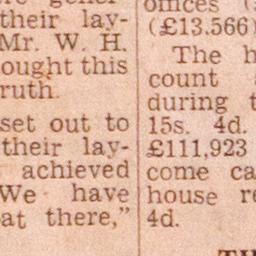 their lay-
Mr. W. H.
ought this
ruth.
set out to
their lay-
achieved
We have
at there,"
offices
(£13.566)
The h
count
during t
15s. 4d.
£111,923
come ca
house re
4d.